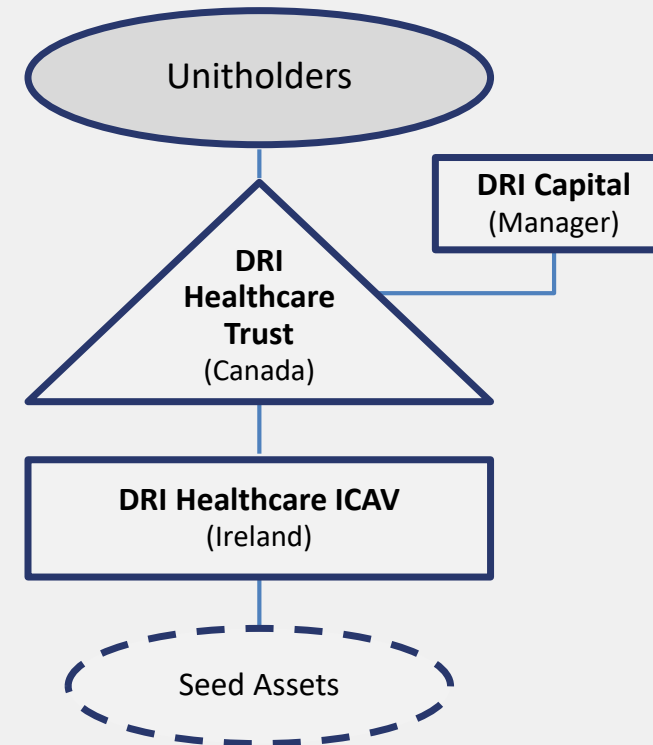 Unitholders
DRI Capital
(Manager)
DRI
Healthcare
Trust
(Canada)
DRI Healthcare ICAV
(Ireland)
Seed Assets